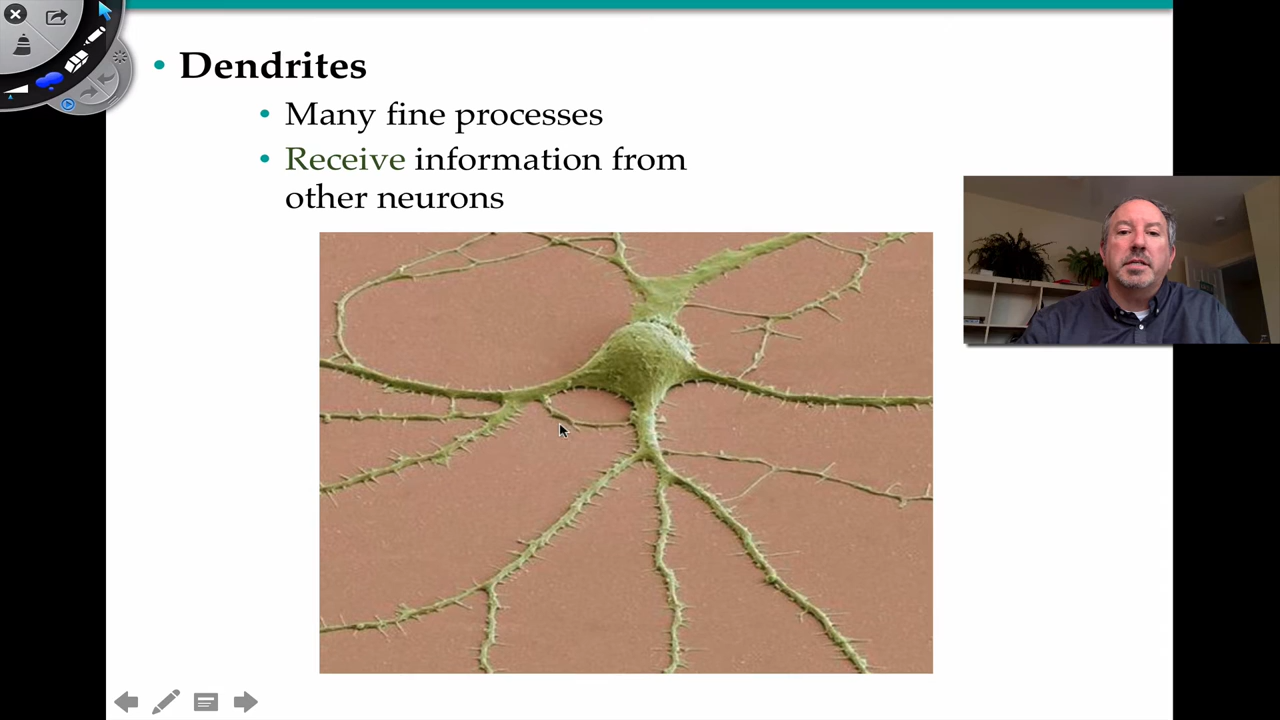 • Dendrites
• Many fine processes
• Receive information from
other neurons